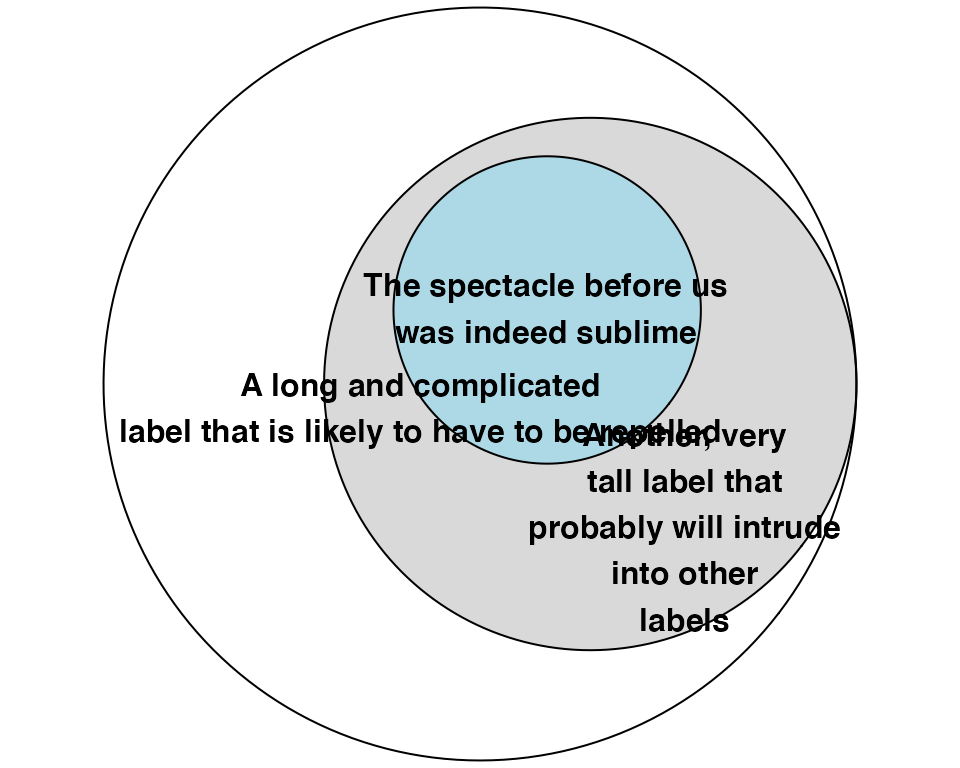 The spectacle before us
was indeed sublime
A long and complicated
label that is likely to have to be repelled
Another, very
tall label that
probably will intrude
into other
labels